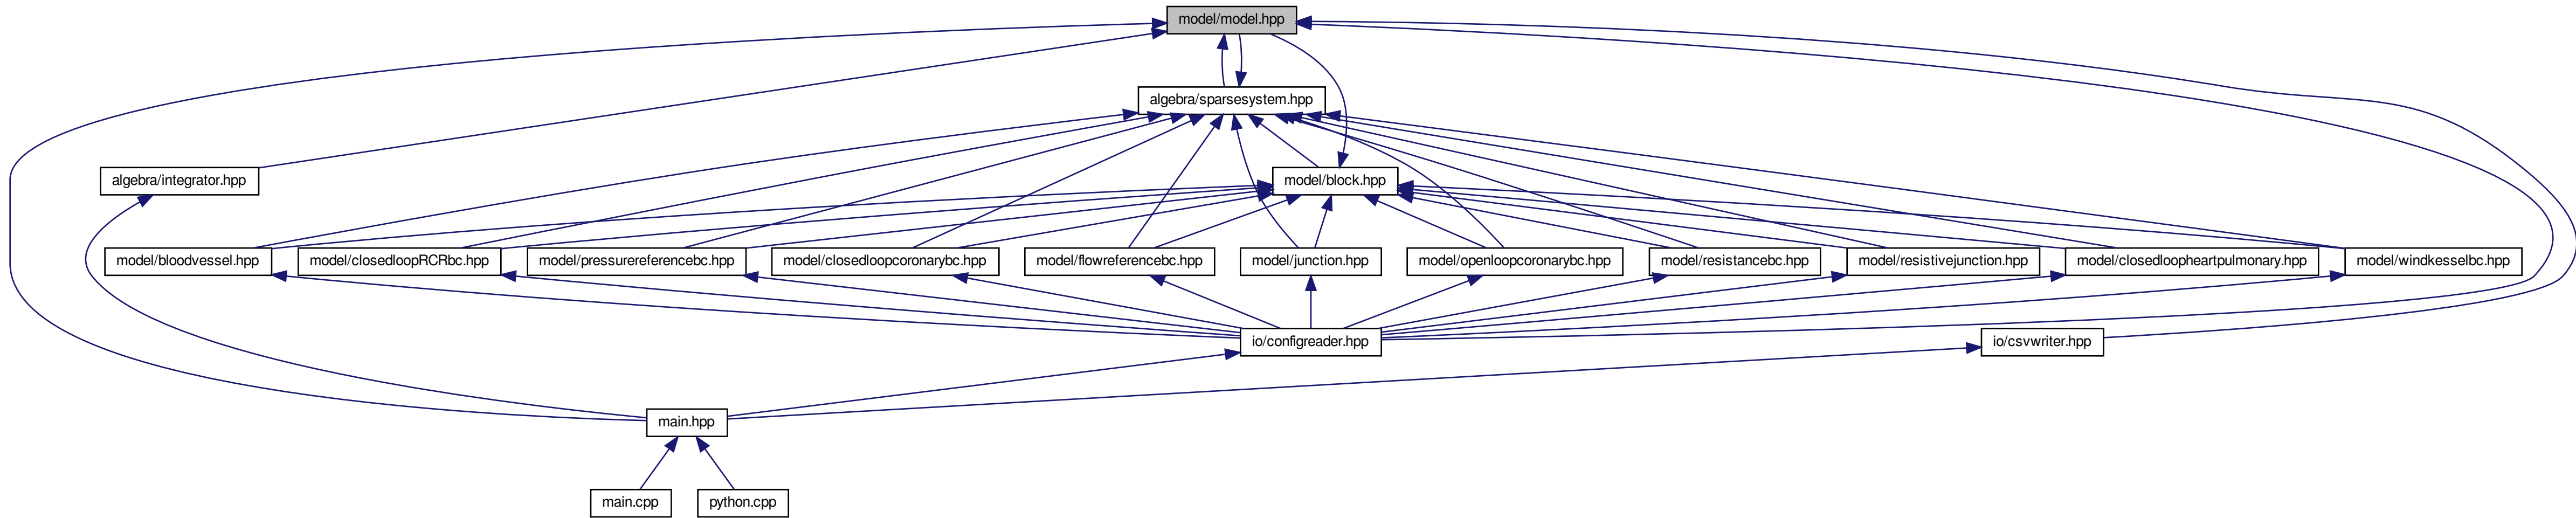 model/model.hpp
algebra/sparsesystem.hpp
algebra/integrator.hpp
model/block.hpp
model/bloodvessel.hpp
model/closedloopRCRbc.hpp
model/pressurereferencebc.hpp
model/closedloopcoronarybc.hpp
model/flowreferencebc.hpp
model/junction.hpp
model/openloopcoronarybc.hpp
model/resistancebc.hpp
model/resistivejunction.hpp
model/closedloopheartpulmonary.hpp
model/windkesselbc.hpp
io/configreader.hpp
io/csvwriter.hpp
main.hpp
main.cpp
python.cpp